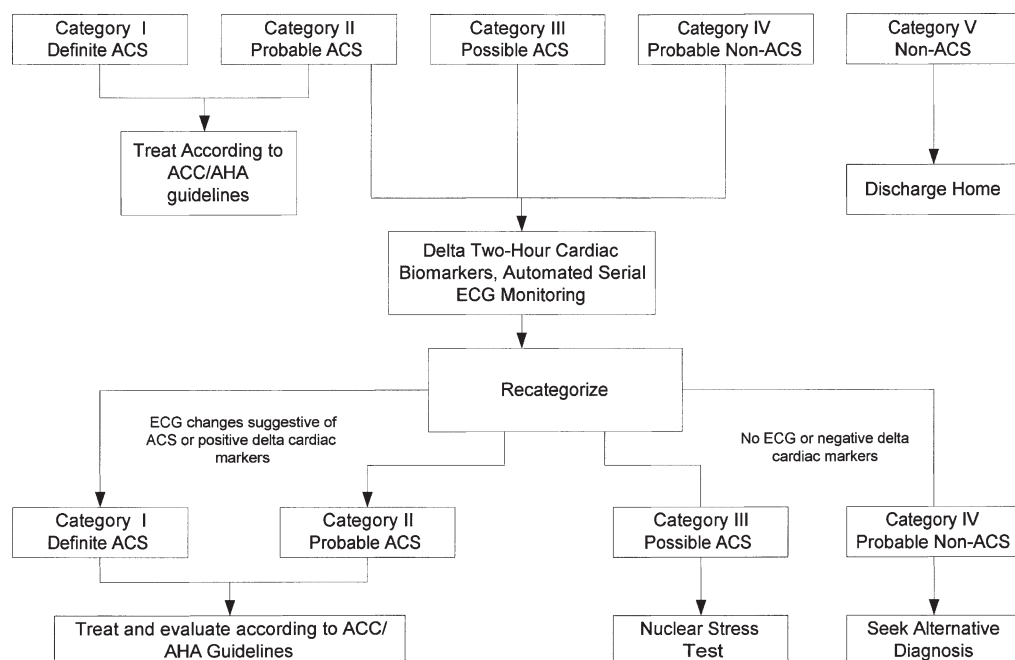 Category I
Definite ACS
Category II
Probable ACS
Category III
Possible ACS
Category IV
Probable Non-ACS
Category V
Non-ACS
Treat According to
ACC/AHA
guidelines
Discharge Home
Delta Two-Hour Cardiac
Biomarkers, Automated Serial
ECG Monitoring
Recategorize
ECG changes suggestive of
ACS or positive delta cardiac
markers
No ECG or negative delta
cardiac markers
Category I
Definite ACS
Category II
Probable ACS
Category III
Possible ACS
Category IV
Probable Non-ACS
Treat and evaluate according to ACC/
AHA Guidelines
Nuclear Stress
Test
Seek Alternative
Diagnosis